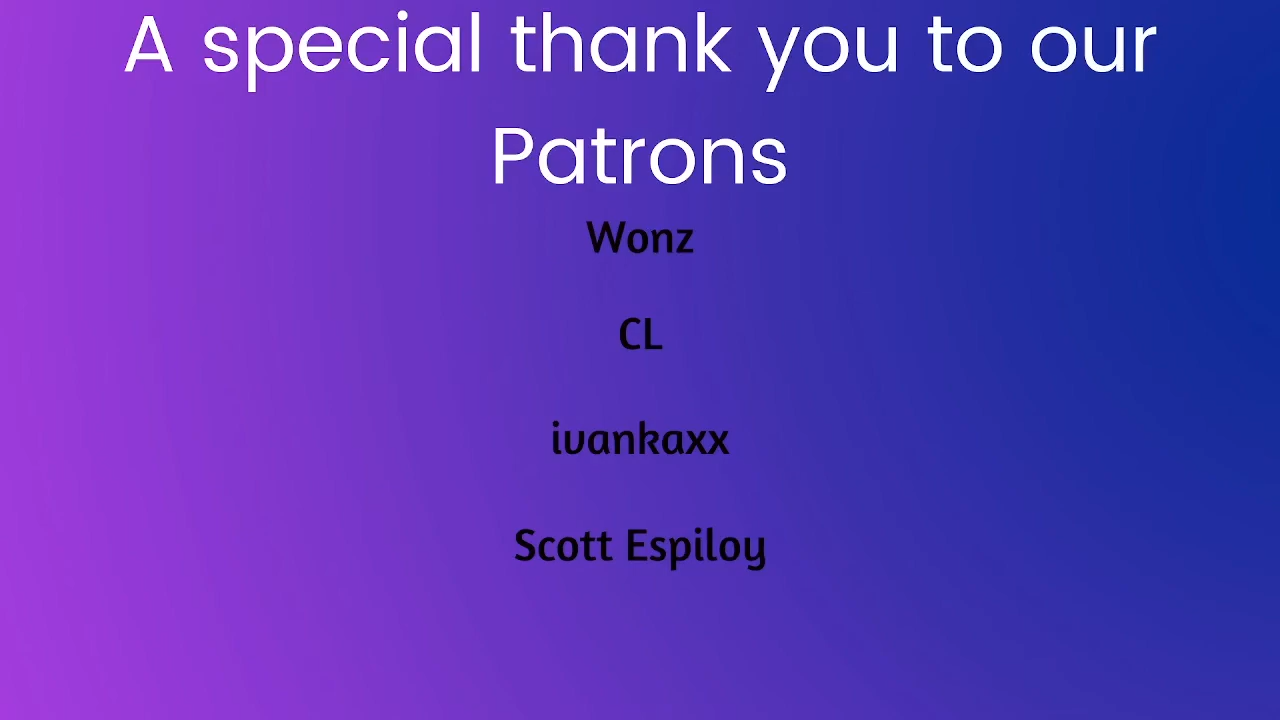 A special thank you to our
Patrons
Wonz
CL
ivankaxx
Scott Espiloy